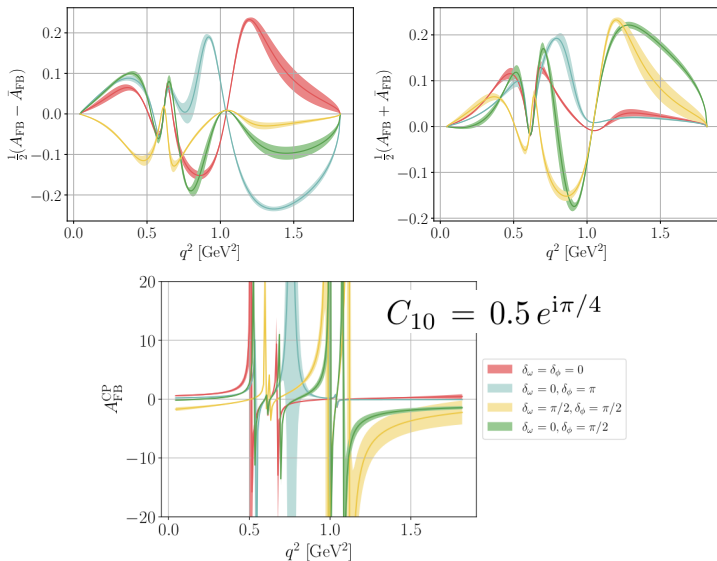 ½(A_FB − Ā_FB)
0.2
0.1
0.0
−0.1
−0.2
0.0 0.5 1.0 1.5
q² [GeV²]
½(A_FB + Ā_FB)
0.2
0.1
0.0
−0.1
−0.2
0.0 0.5 1.0 1.5
q² [GeV²]
A_FB^CP
20
10
0
−10
−20
0.0 0.5 1.0 1.5
q² [GeV²]
C₁₀ = 0.5 e^{iπ/4}
δ_ω = δ_ϕ = 0
δ_ω = 0, δ_ϕ = π
δ_ω = π/2, δ_ϕ = π/2
δ_ω = 0, δ_ϕ = π/2